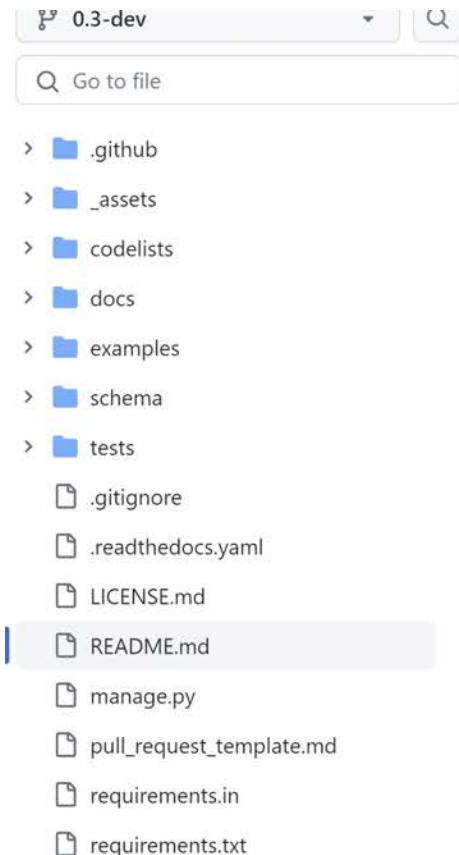 0.3-dev
Go to file
.github
_assets
codelists
docs
examples
schema
tests
.gitignore
.readthedocs.yaml
LICENSE.md
README.md
manage.py
pull_request_template.md
requirements.in
requirements.txt